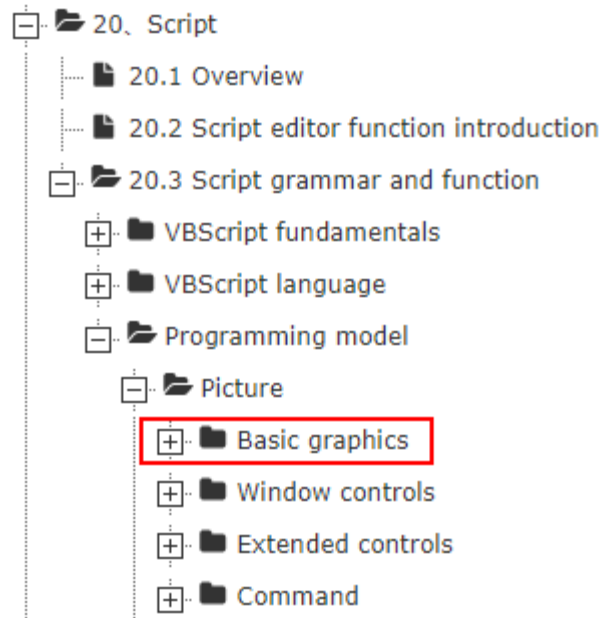 20、Script
20.1 Overview
20.2 Script editor function introduction
20.3 Script grammar and function
VBScript fundamentals
VBScript language
Programming model
Picture
Basic graphics
Window controls
Extended controls
Command